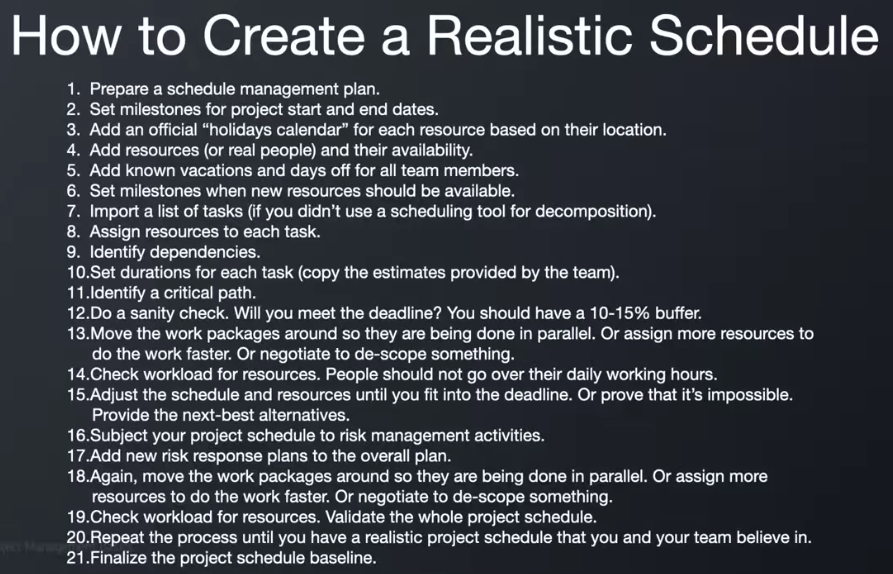 How to Create a Realistic Schedule
1. Prepare a schedule management plan.
2. Set milestones for project start and end dates.
3. Add an official “holidays calendar” for each resource based on their location.
4. Add resources (or real people) and their availability.
5. Add known vacations and days off for all team members.
6. Set milestones when new resources should be available.
7. Import a list of tasks (if you didn’t use a scheduling tool for decomposition).
8. Assign resources to each task.
9. Identify dependencies.
10.Set durations for each task (copy the estimates provided by the team).
11.Identify a critical path.
12.Do a sanity check. Will you meet the deadline? You should have a 10-15% buffer.
13.Move the work packages around so they are being done in parallel. Or assign more resources to
do the work faster. Or negotiate to de-scope something.
14.Check workload for resources. People should not go over their daily working hours.
15.Adjust the schedule and resources until you fit into the deadline. Or prove that it’s impossible.
Provide the next-best alternatives.
16.Subject your project schedule to risk management activities.
17.Add new risk response plans to the overall plan.
18.Again, move the work packages around so they are being done in parallel. Or assign more
resources to do the work faster. Or negotiate to de-scope something.
19.Check workload for resources. Validate the whole project schedule.
20.Repeat the process until you have a realistic project schedule that you and your team believe in.
21.Finalize the project schedule baseline.